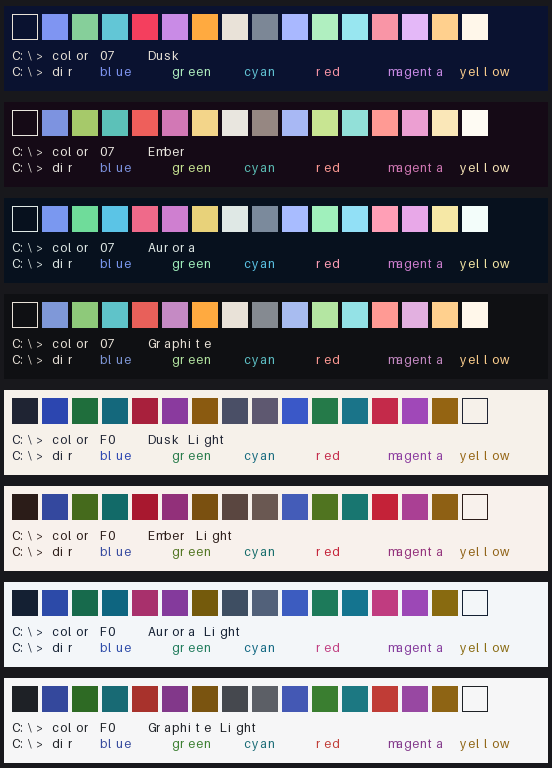 C:\> color 07 Dusk
C:\> dir blue green cyan red magenta yellow
C:\> color 07 Ember
C:\> dir blue green cyan red magenta yellow
C:\> color 07 Aurora
C:\> dir blue green cyan red magenta yellow
C:\> color 07 Graphite
C:\> dir blue green cyan red magenta yellow
C:\> color F0 Dusk Light
C:\> dir blue green cyan red magenta yellow
C:\> color F0 Ember Light
C:\> dir blue green cyan red magenta yellow
C:\> color F0 Aurora Light
C:\> dir blue green cyan red magenta yellow
C:\> color F0 Graphite Light
C:\> dir blue green cyan red magenta yellow